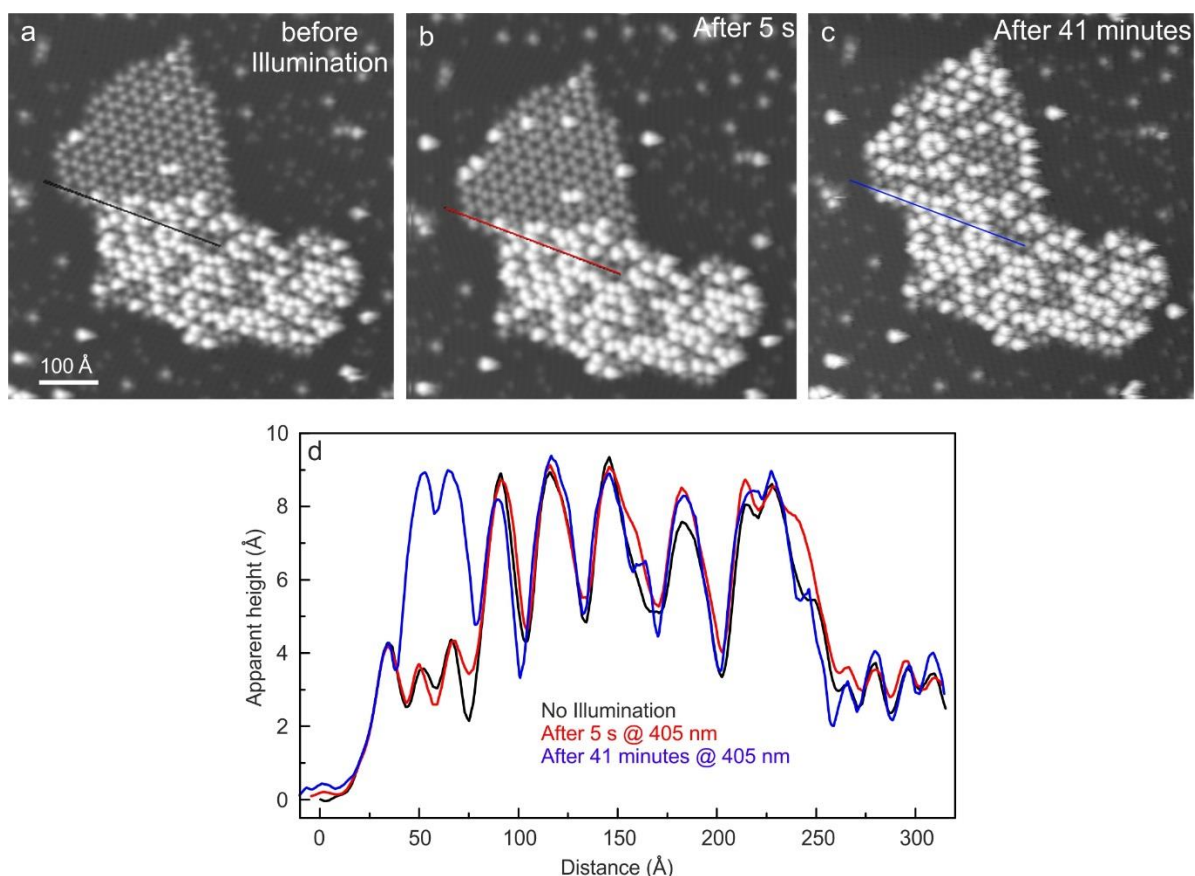 a
before
Illumination
100 Å
b
After 5 s
c
After 41 minutes
d
10
8
6
4
2
0
Apparent height (Å)
No Illumination
After 5 s @ 405 nm
After 41 minutes @ 405 nm
0
50
100
150
200
250
300
Distance (Å)